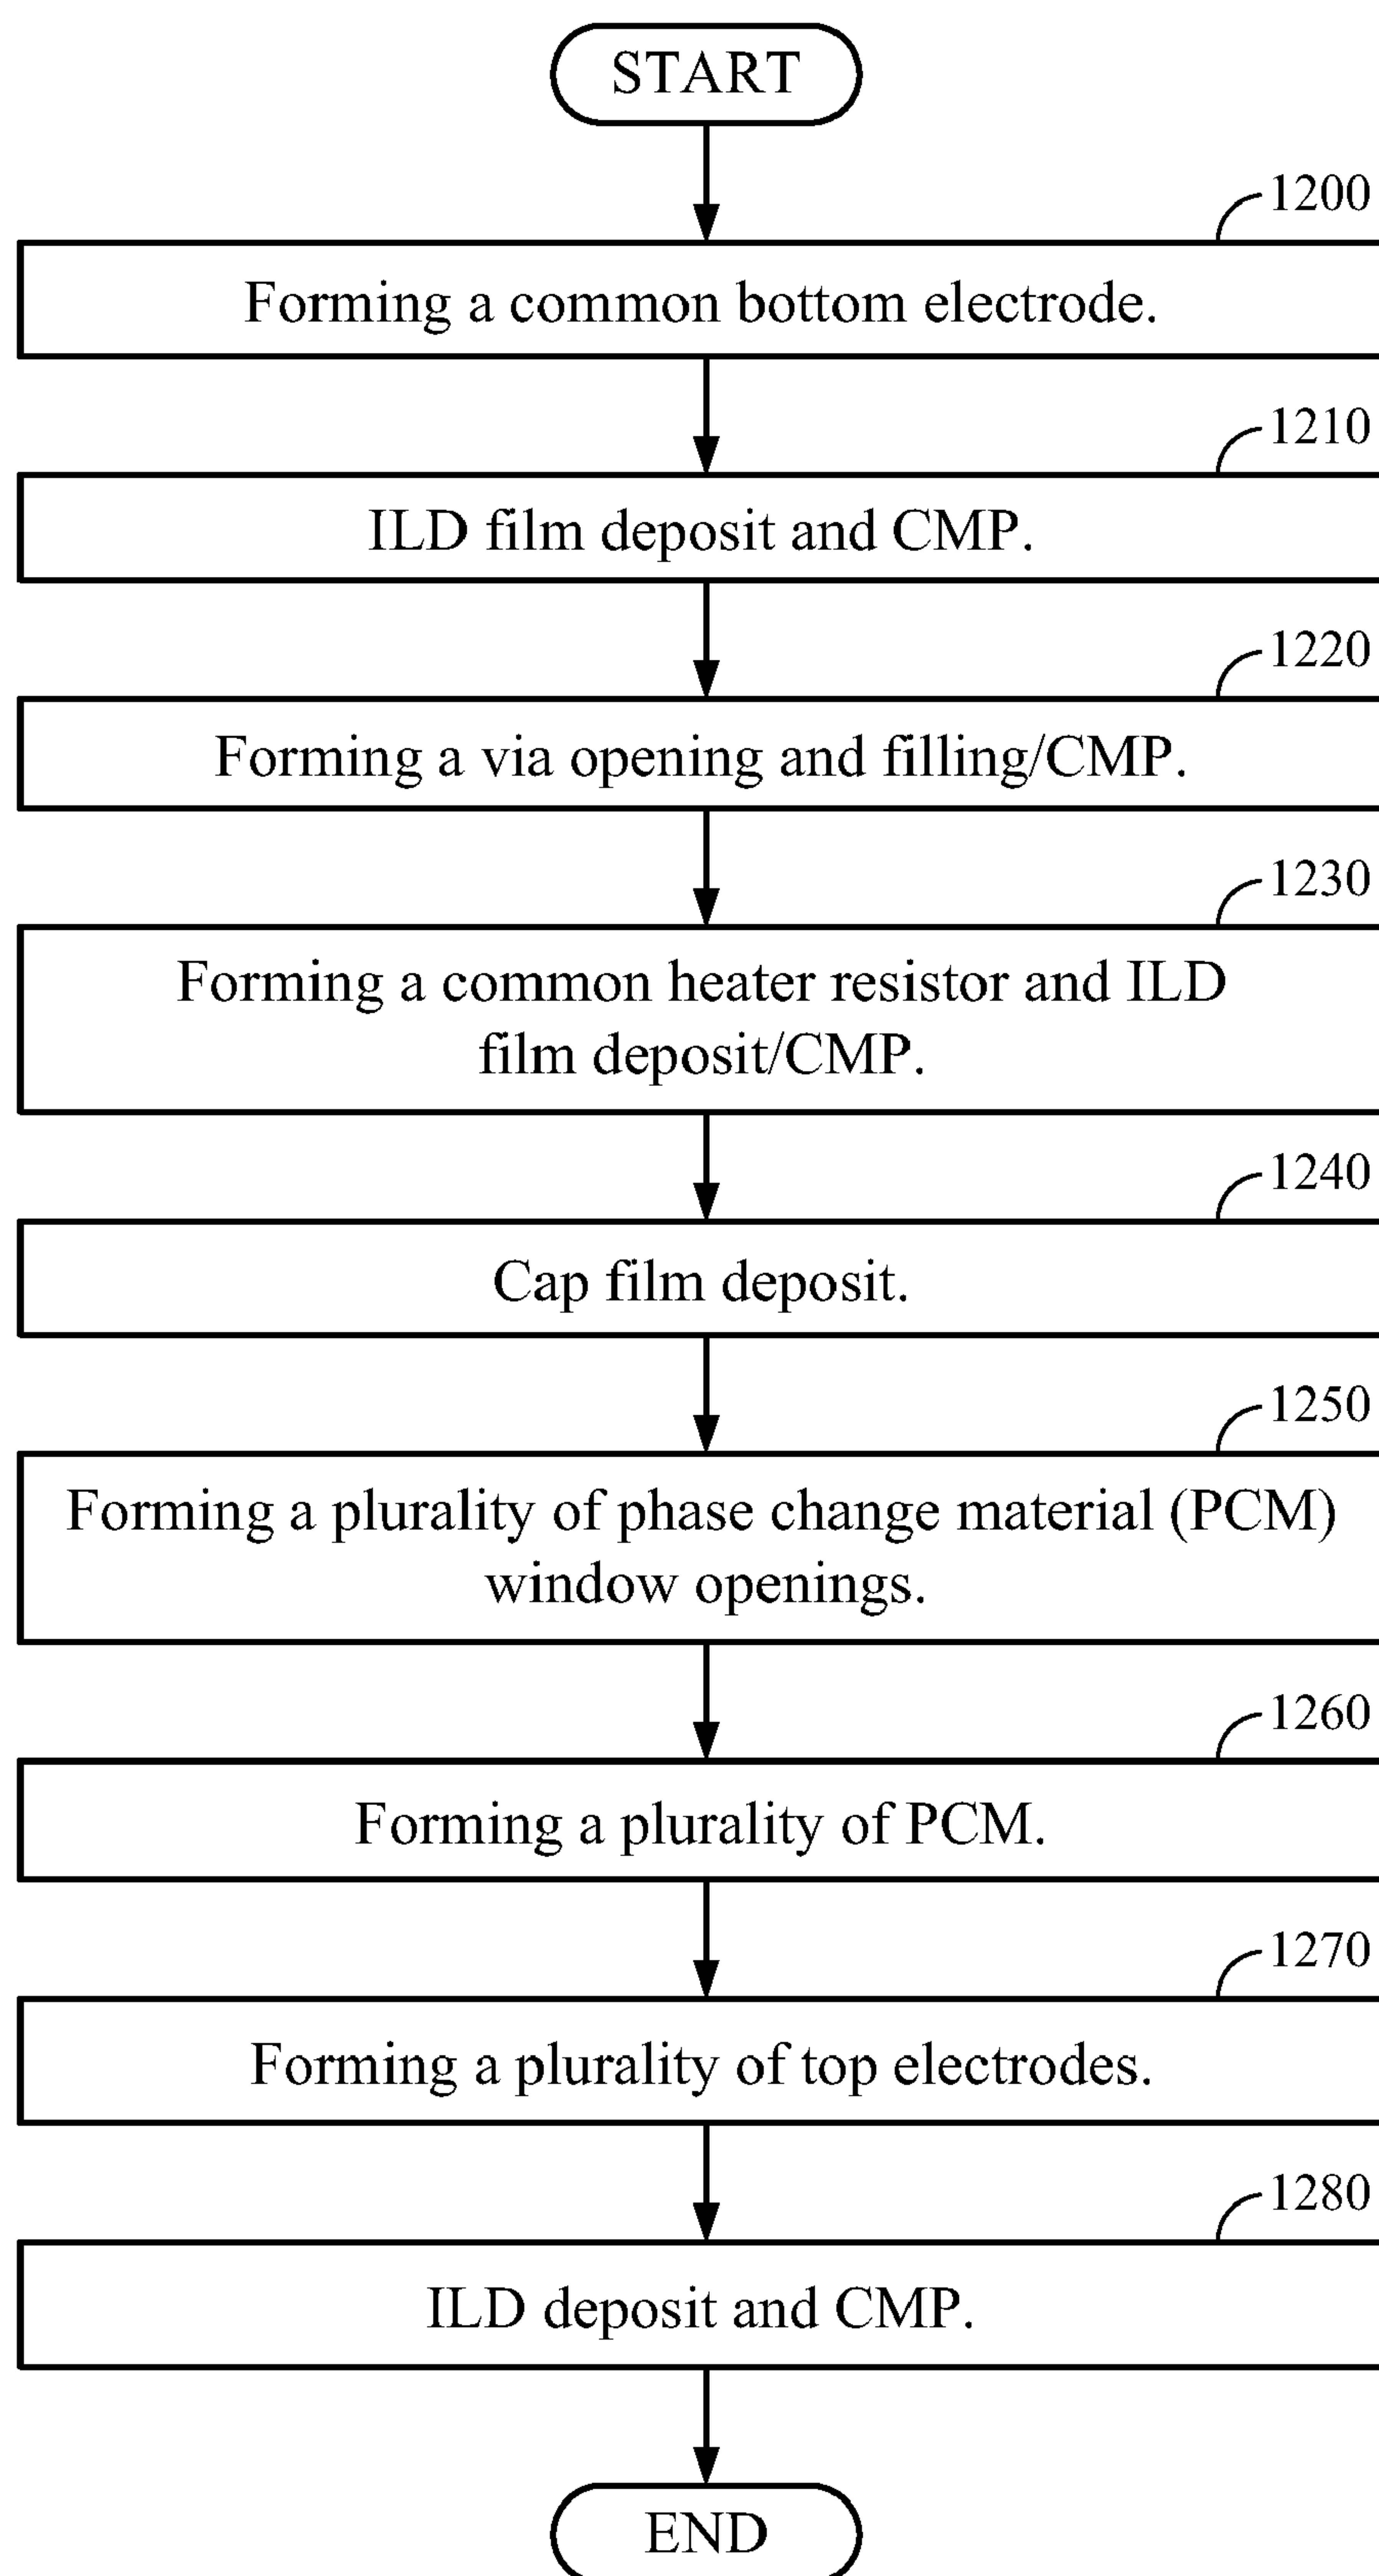 START
1200
Forming a common bottom electrode.
1210
ILD film deposit and CMP.
1220
Forming a via opening and filling/CMP.
1230
Forming a common heater resistor and ILD
film deposit/CMP.
1240
Cap film deposit.
1250
Forming a plurality of phase change material (PCM)
window openings.
1260
Forming a plurality of PCM.
1270
Forming a plurality of top electrodes.
1280
ILD deposit and CMP.
END